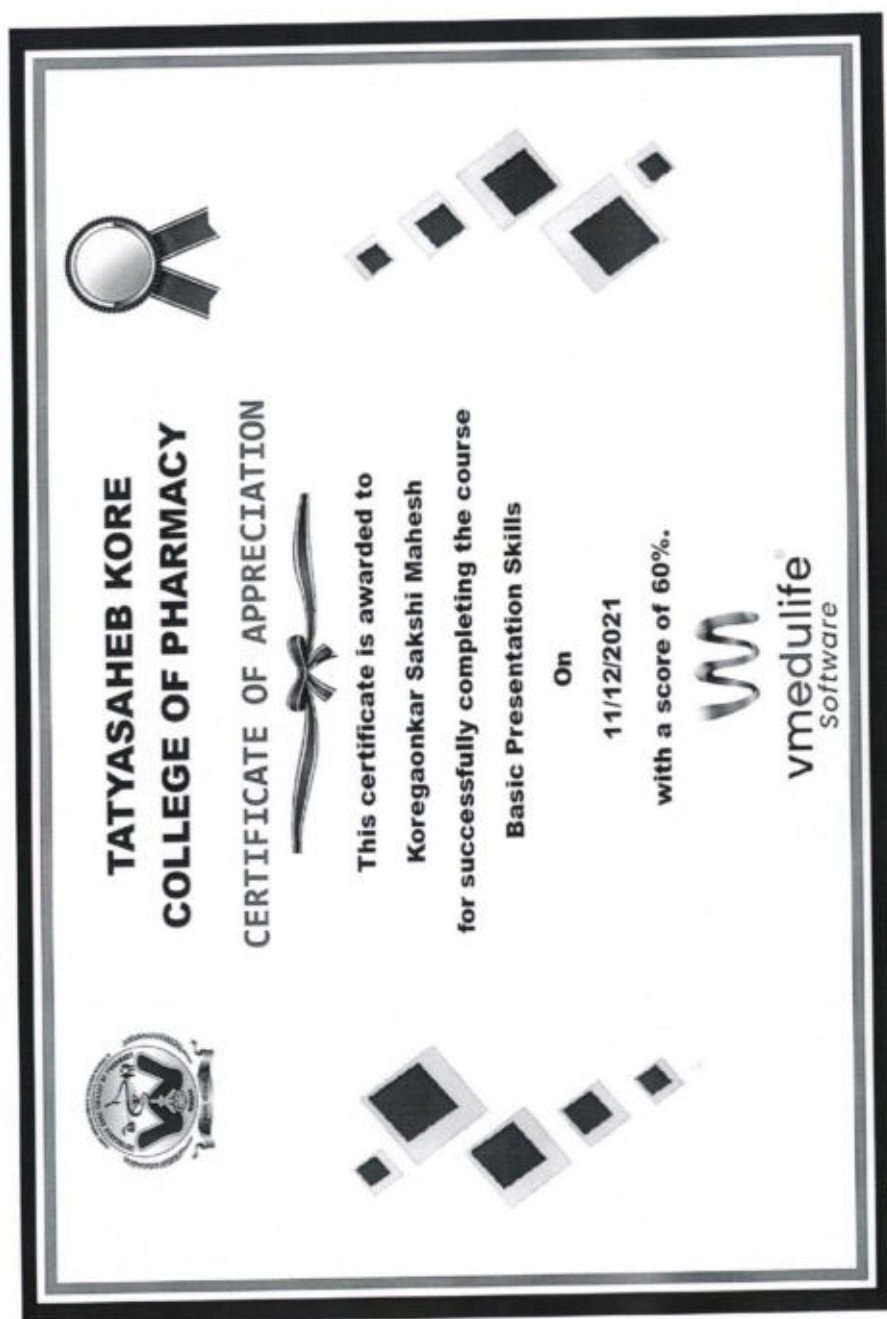 TATYASAHEB KORE
COLLEGE OF PHARMACY
CERTIFICATE OF APPRECIATION
This certificate is awarded to
Koregaonkar Sakshi Mahesh
for successfully completing the course
Basic Presentation Skills
On
11/12/2021
with a score of 60%.
vmedulife
Software